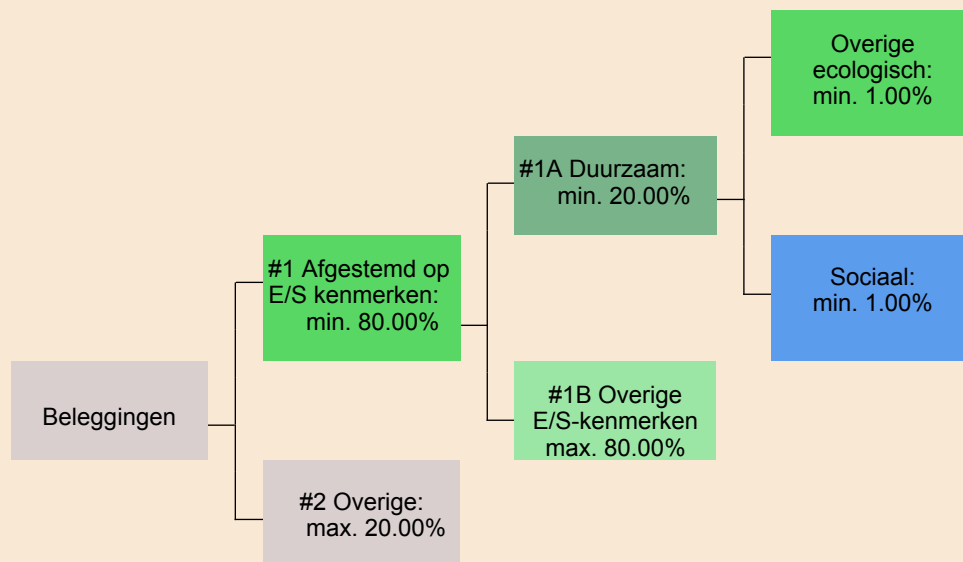 Beleggingen
#1 Afgestemd op
E/S kenmerken:
min. 80.00%
#2 Overige:
max. 20.00%
#1A Duurzaam:
min. 20.00%
#1B Overige
E/S-kenmerken
max. 80.00%
Overige
ecologisch:
min. 1.00%
Sociaal:
min. 1.00%